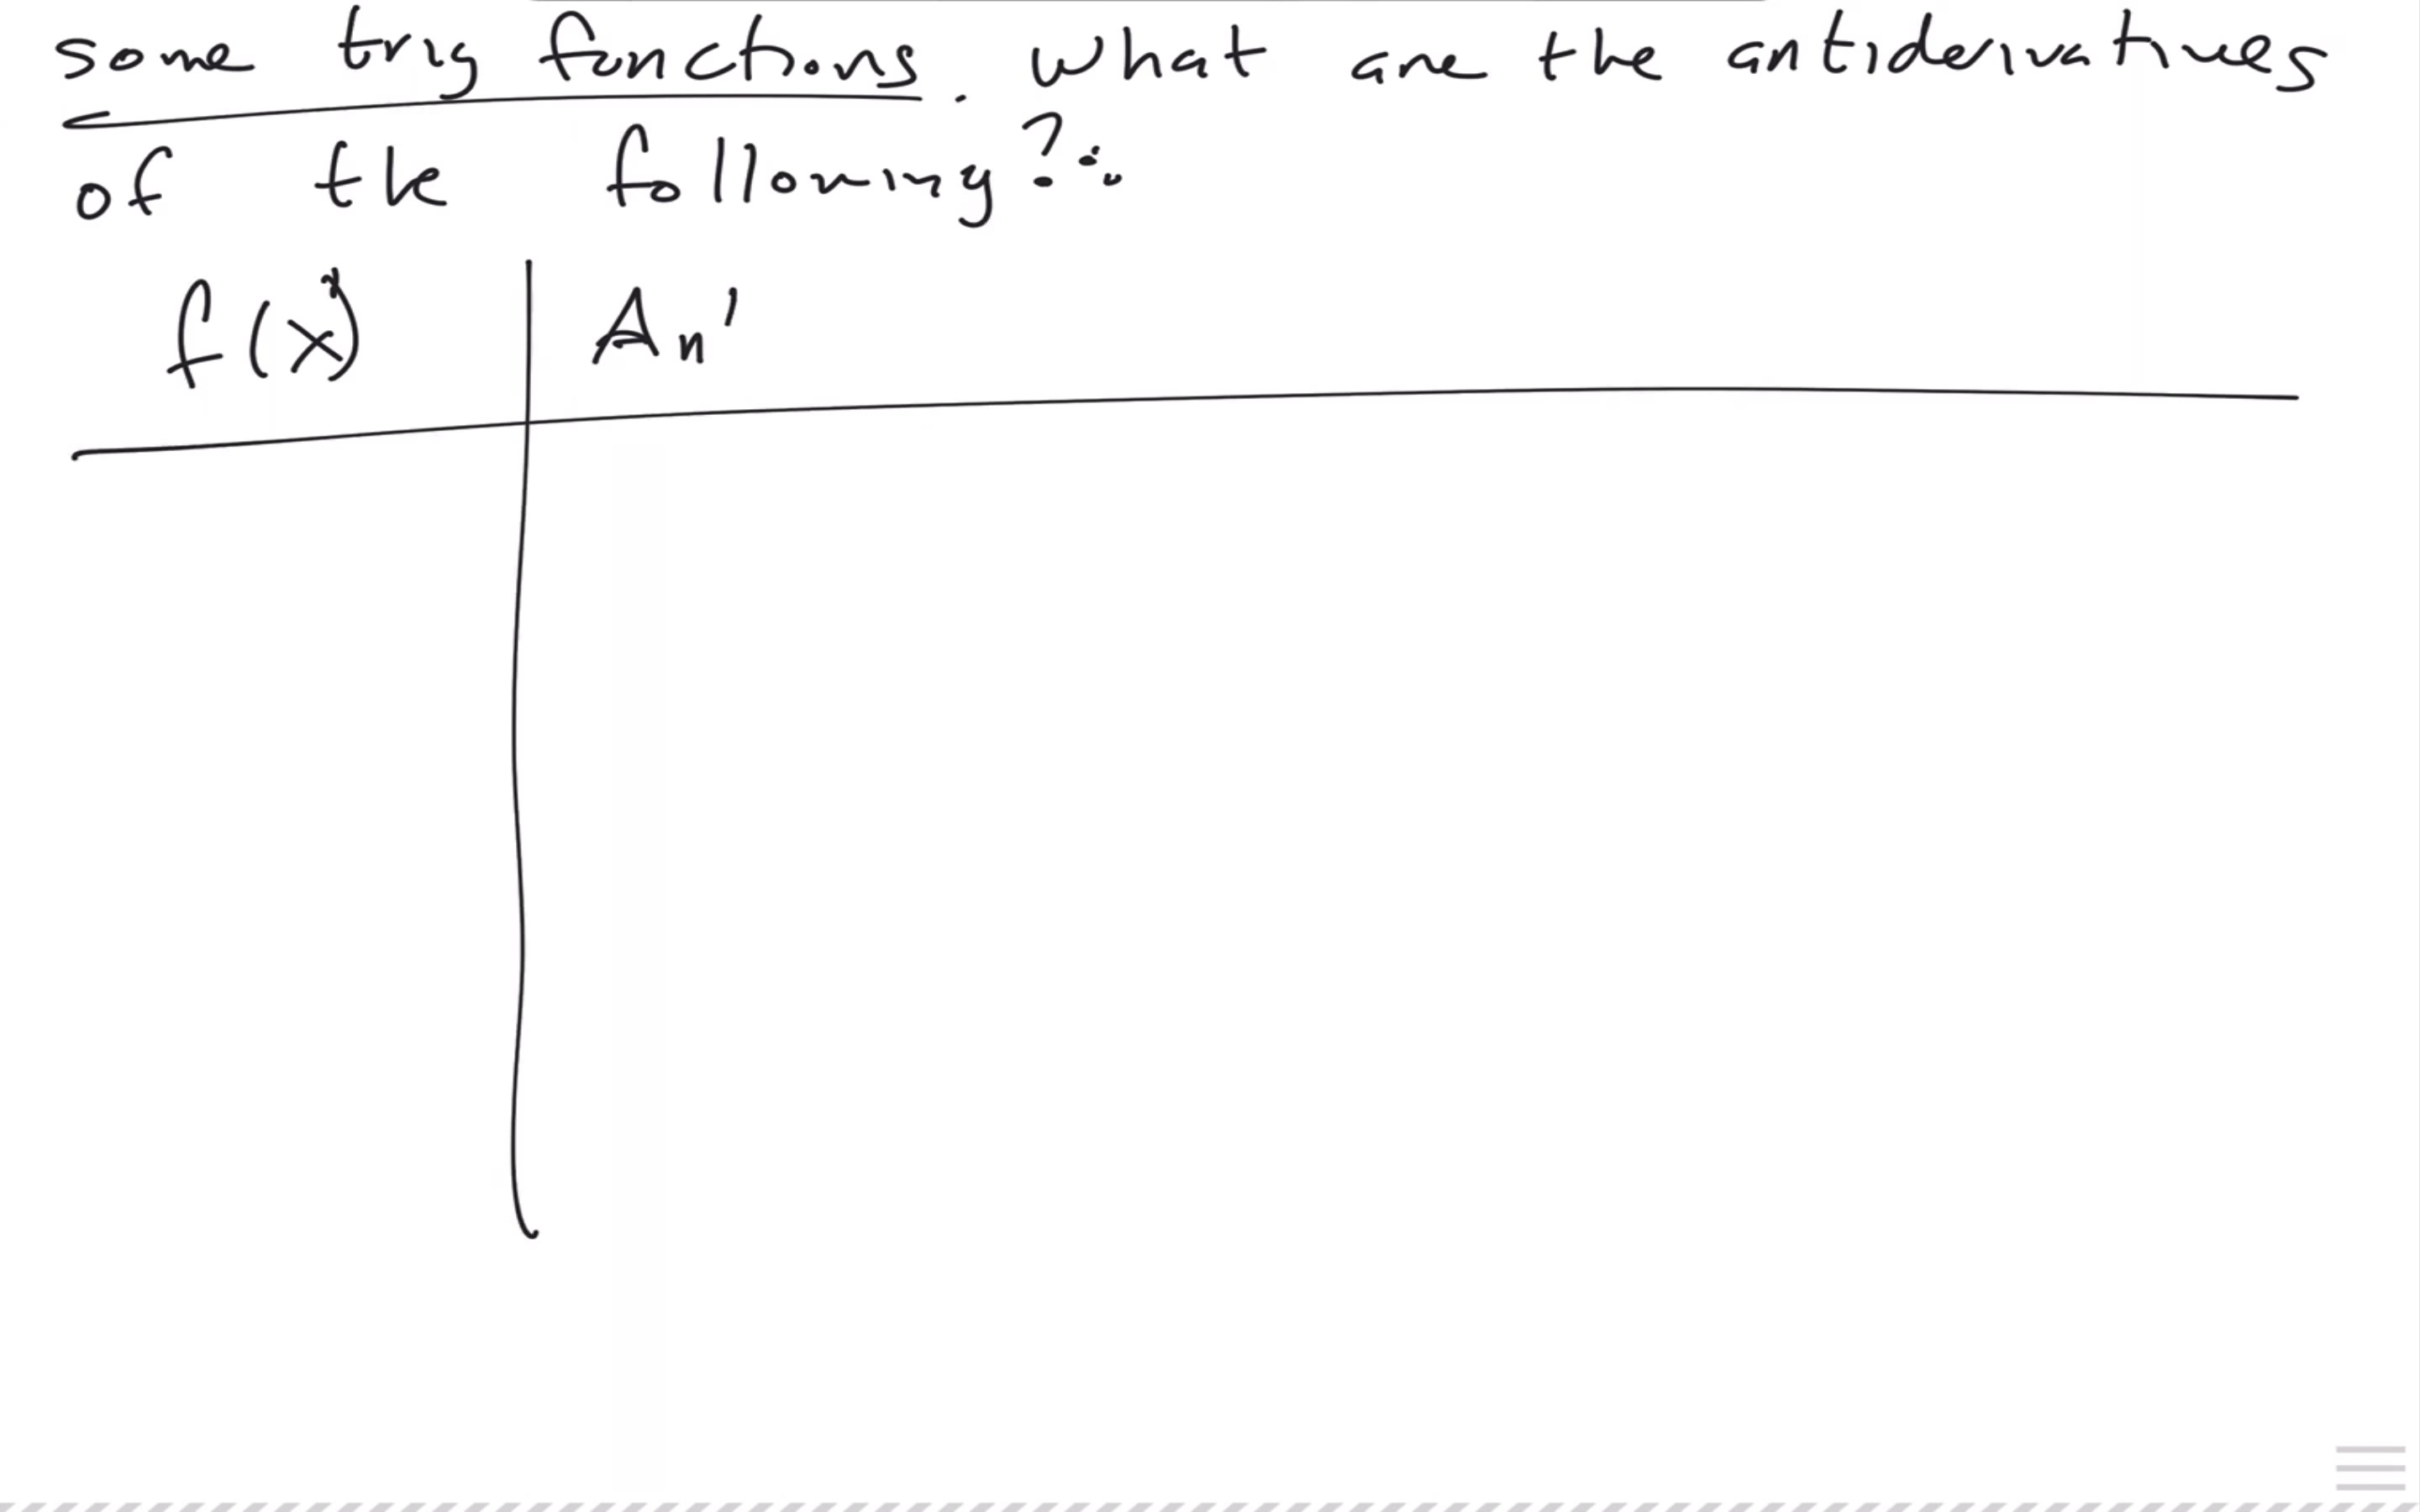 some trig functions. what are the antiderivatives
of the following?:
f(x) An'